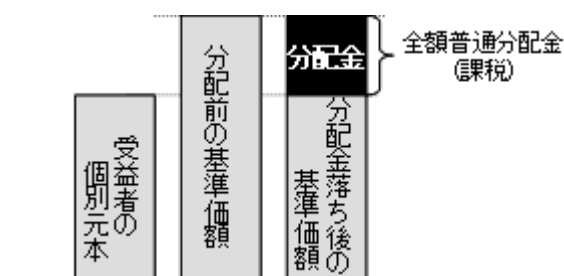 受益者の
個別元本
分配前の基準価額
分配金
分配金落ち後の
基準価額
全額普通分配金
(課税)